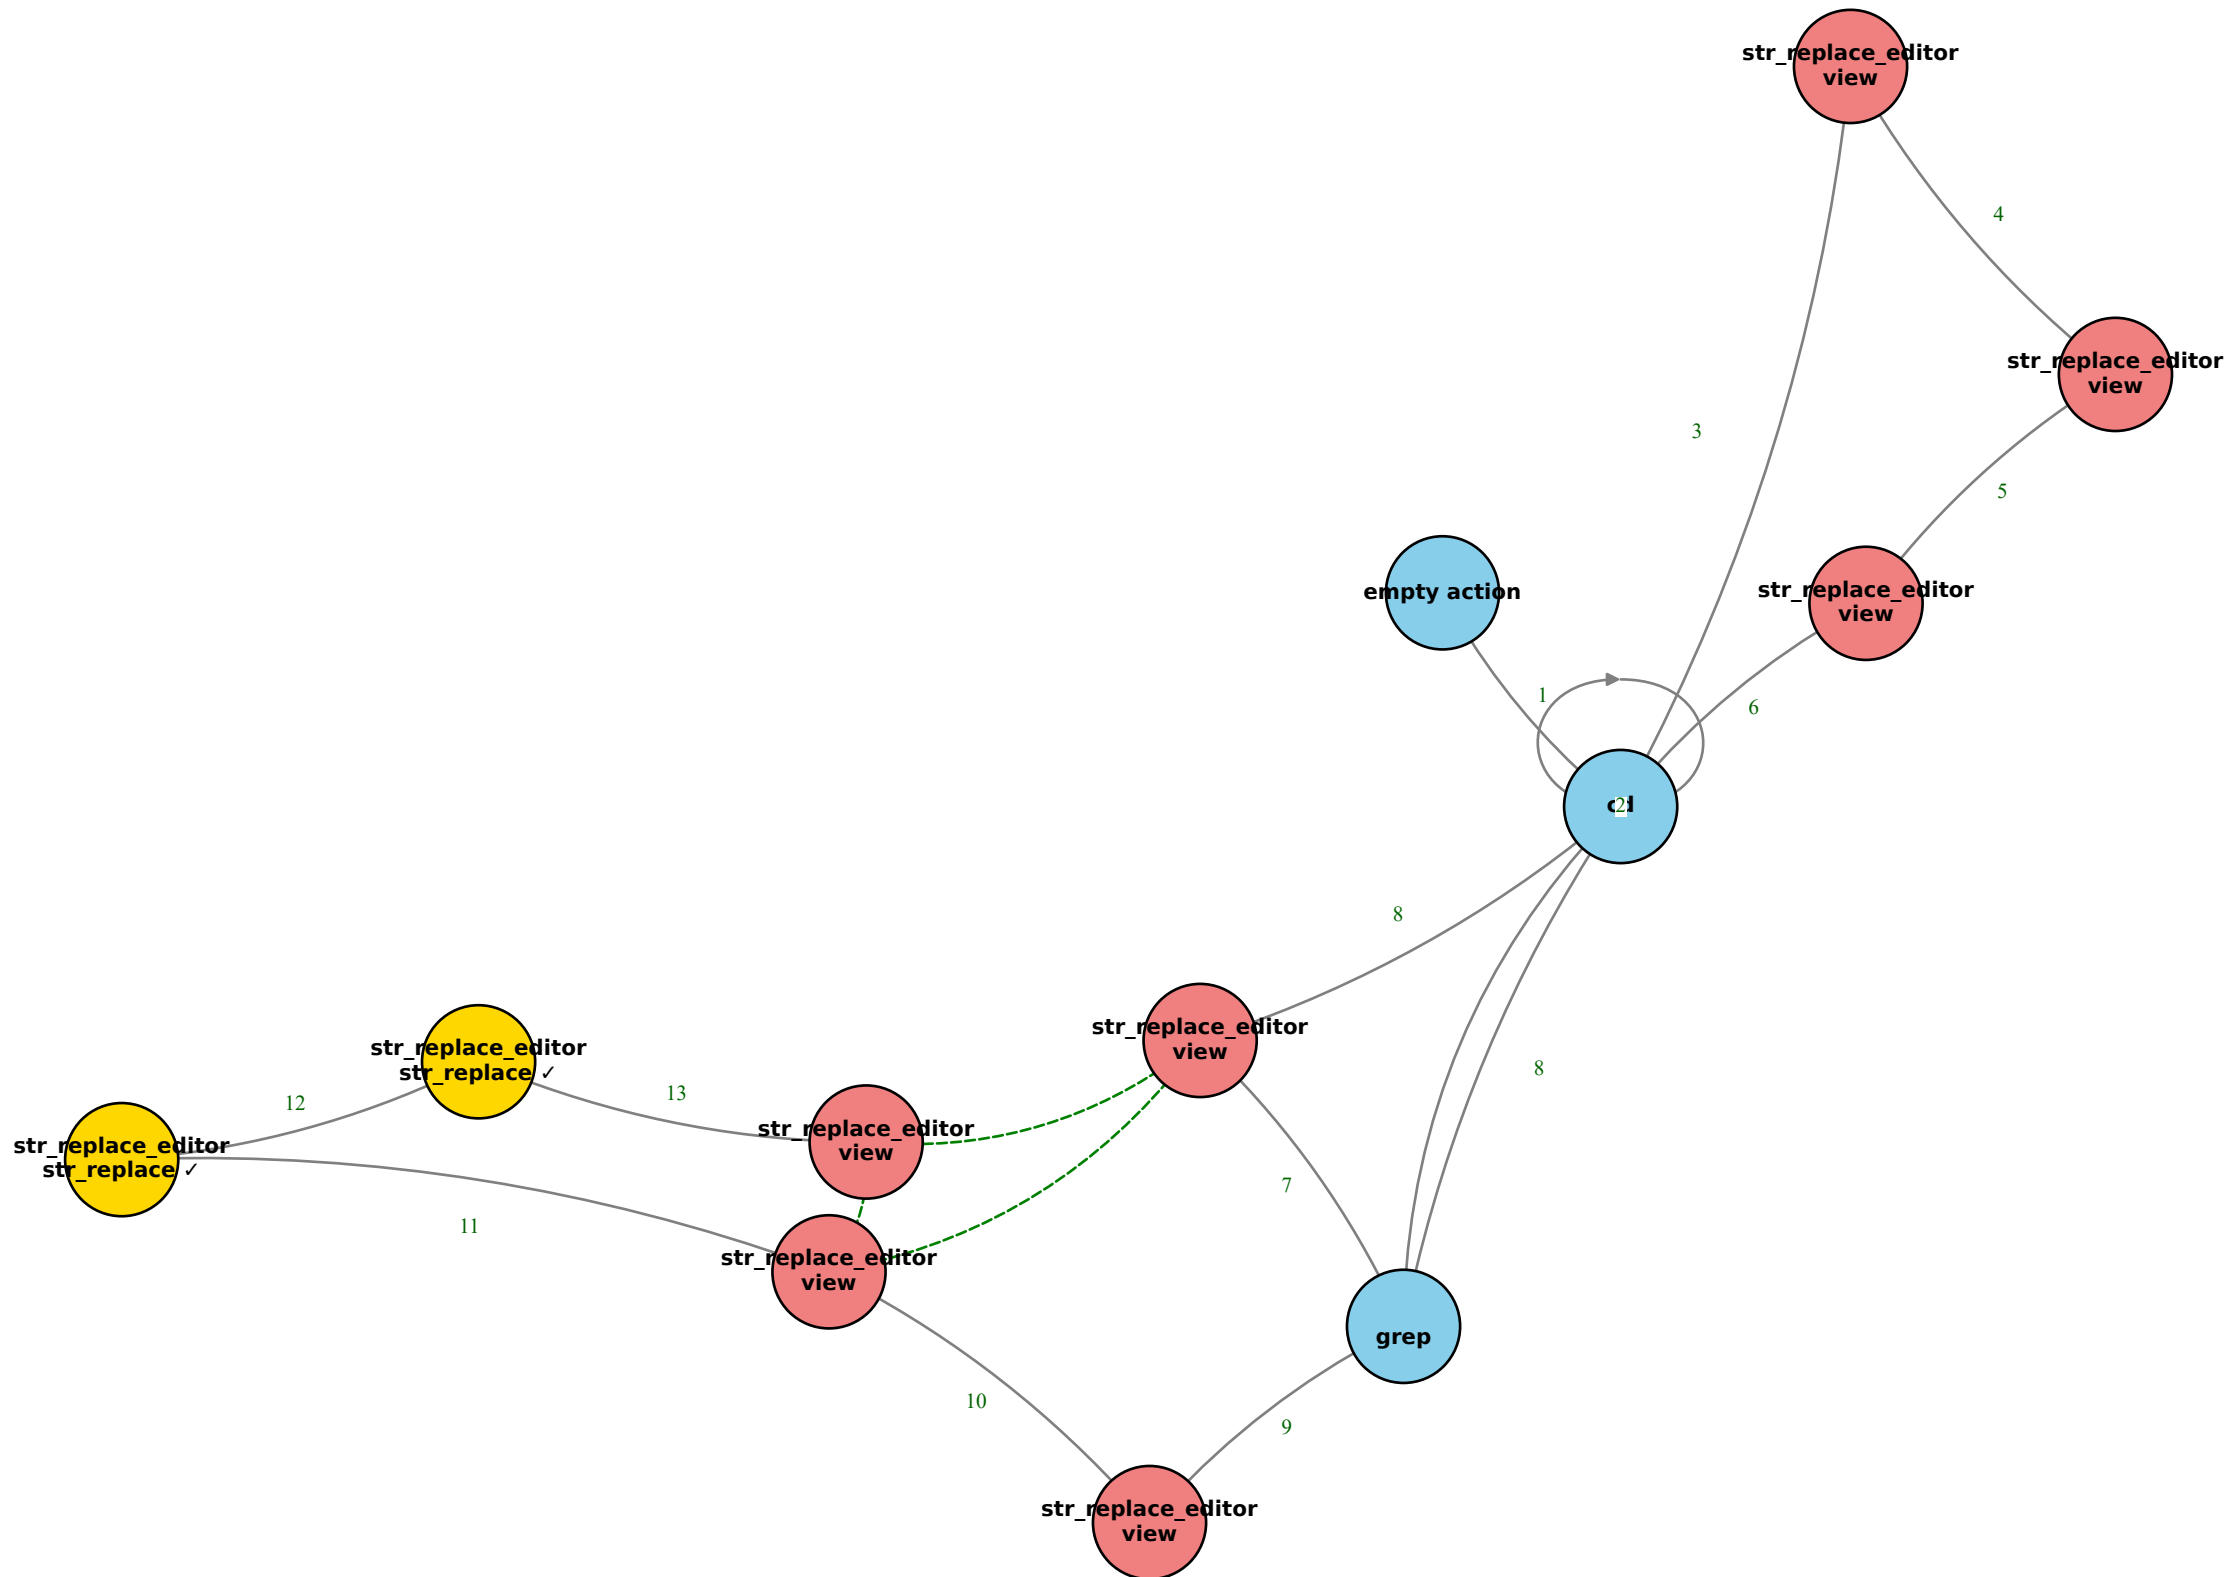 str_replace_editor
view
4
str_replace_editor
view
3
5
empty action
str_replace_editor
view
1
6
cd
2
8
str_replace_editor
view
str_replace_editor
str_replace ✓
8
13
12
str_replace_editor
view
str_replace_editor
str_replace ✓
7
11
str_replace_editor
view
grep
10
9
str_replace_editor
view